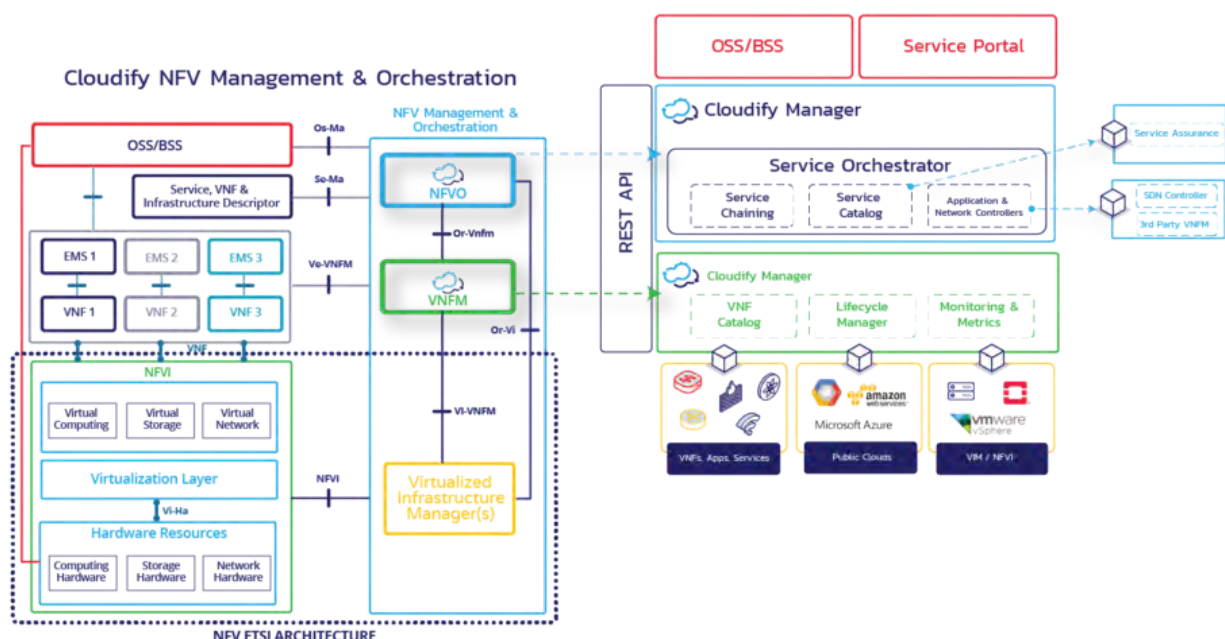 Cloudify NFV Management & Orchestration
OSS/BSS
Os-Ma
Service, VNF &
Infrastructure Descriptor
Se-Ma
EMS 1
EMS 2
EMS 3
VNF 1
VNF 2
VNF 3
Ve-VNFM
VNF
NFVI
Virtual
Computing
Virtual
Storage
Virtual
Network
Virtualization Layer
Vi-Ha
Hardware Resources
Computing
Hardware
Storage
Hardware
Network
Hardware
NFVI
NFV ETSI ARCHITECTURE
NFV Management &
Orchestration
NFVO
Or-Vnfm
VNFM
Or-Vi
VI-VNFM
Virtualized
Infrastructure
Manager(s)
OSS/BSS
Service Portal
REST API
Cloudify Manager
Service Orchestrator
Service
Chaining
Service
Catalog
Application &
Network Controllers
Service Assurance
SDN Controller
3rd Party VNFM
Cloudify Manager
VNF
Catalog
Lifecycle
Manager
Monitoring &
Metrics
VNFs, Apps, Services
amazon
web services
Microsoft Azure
Public Clouds
vmware
vSphere
VIM / NFVI